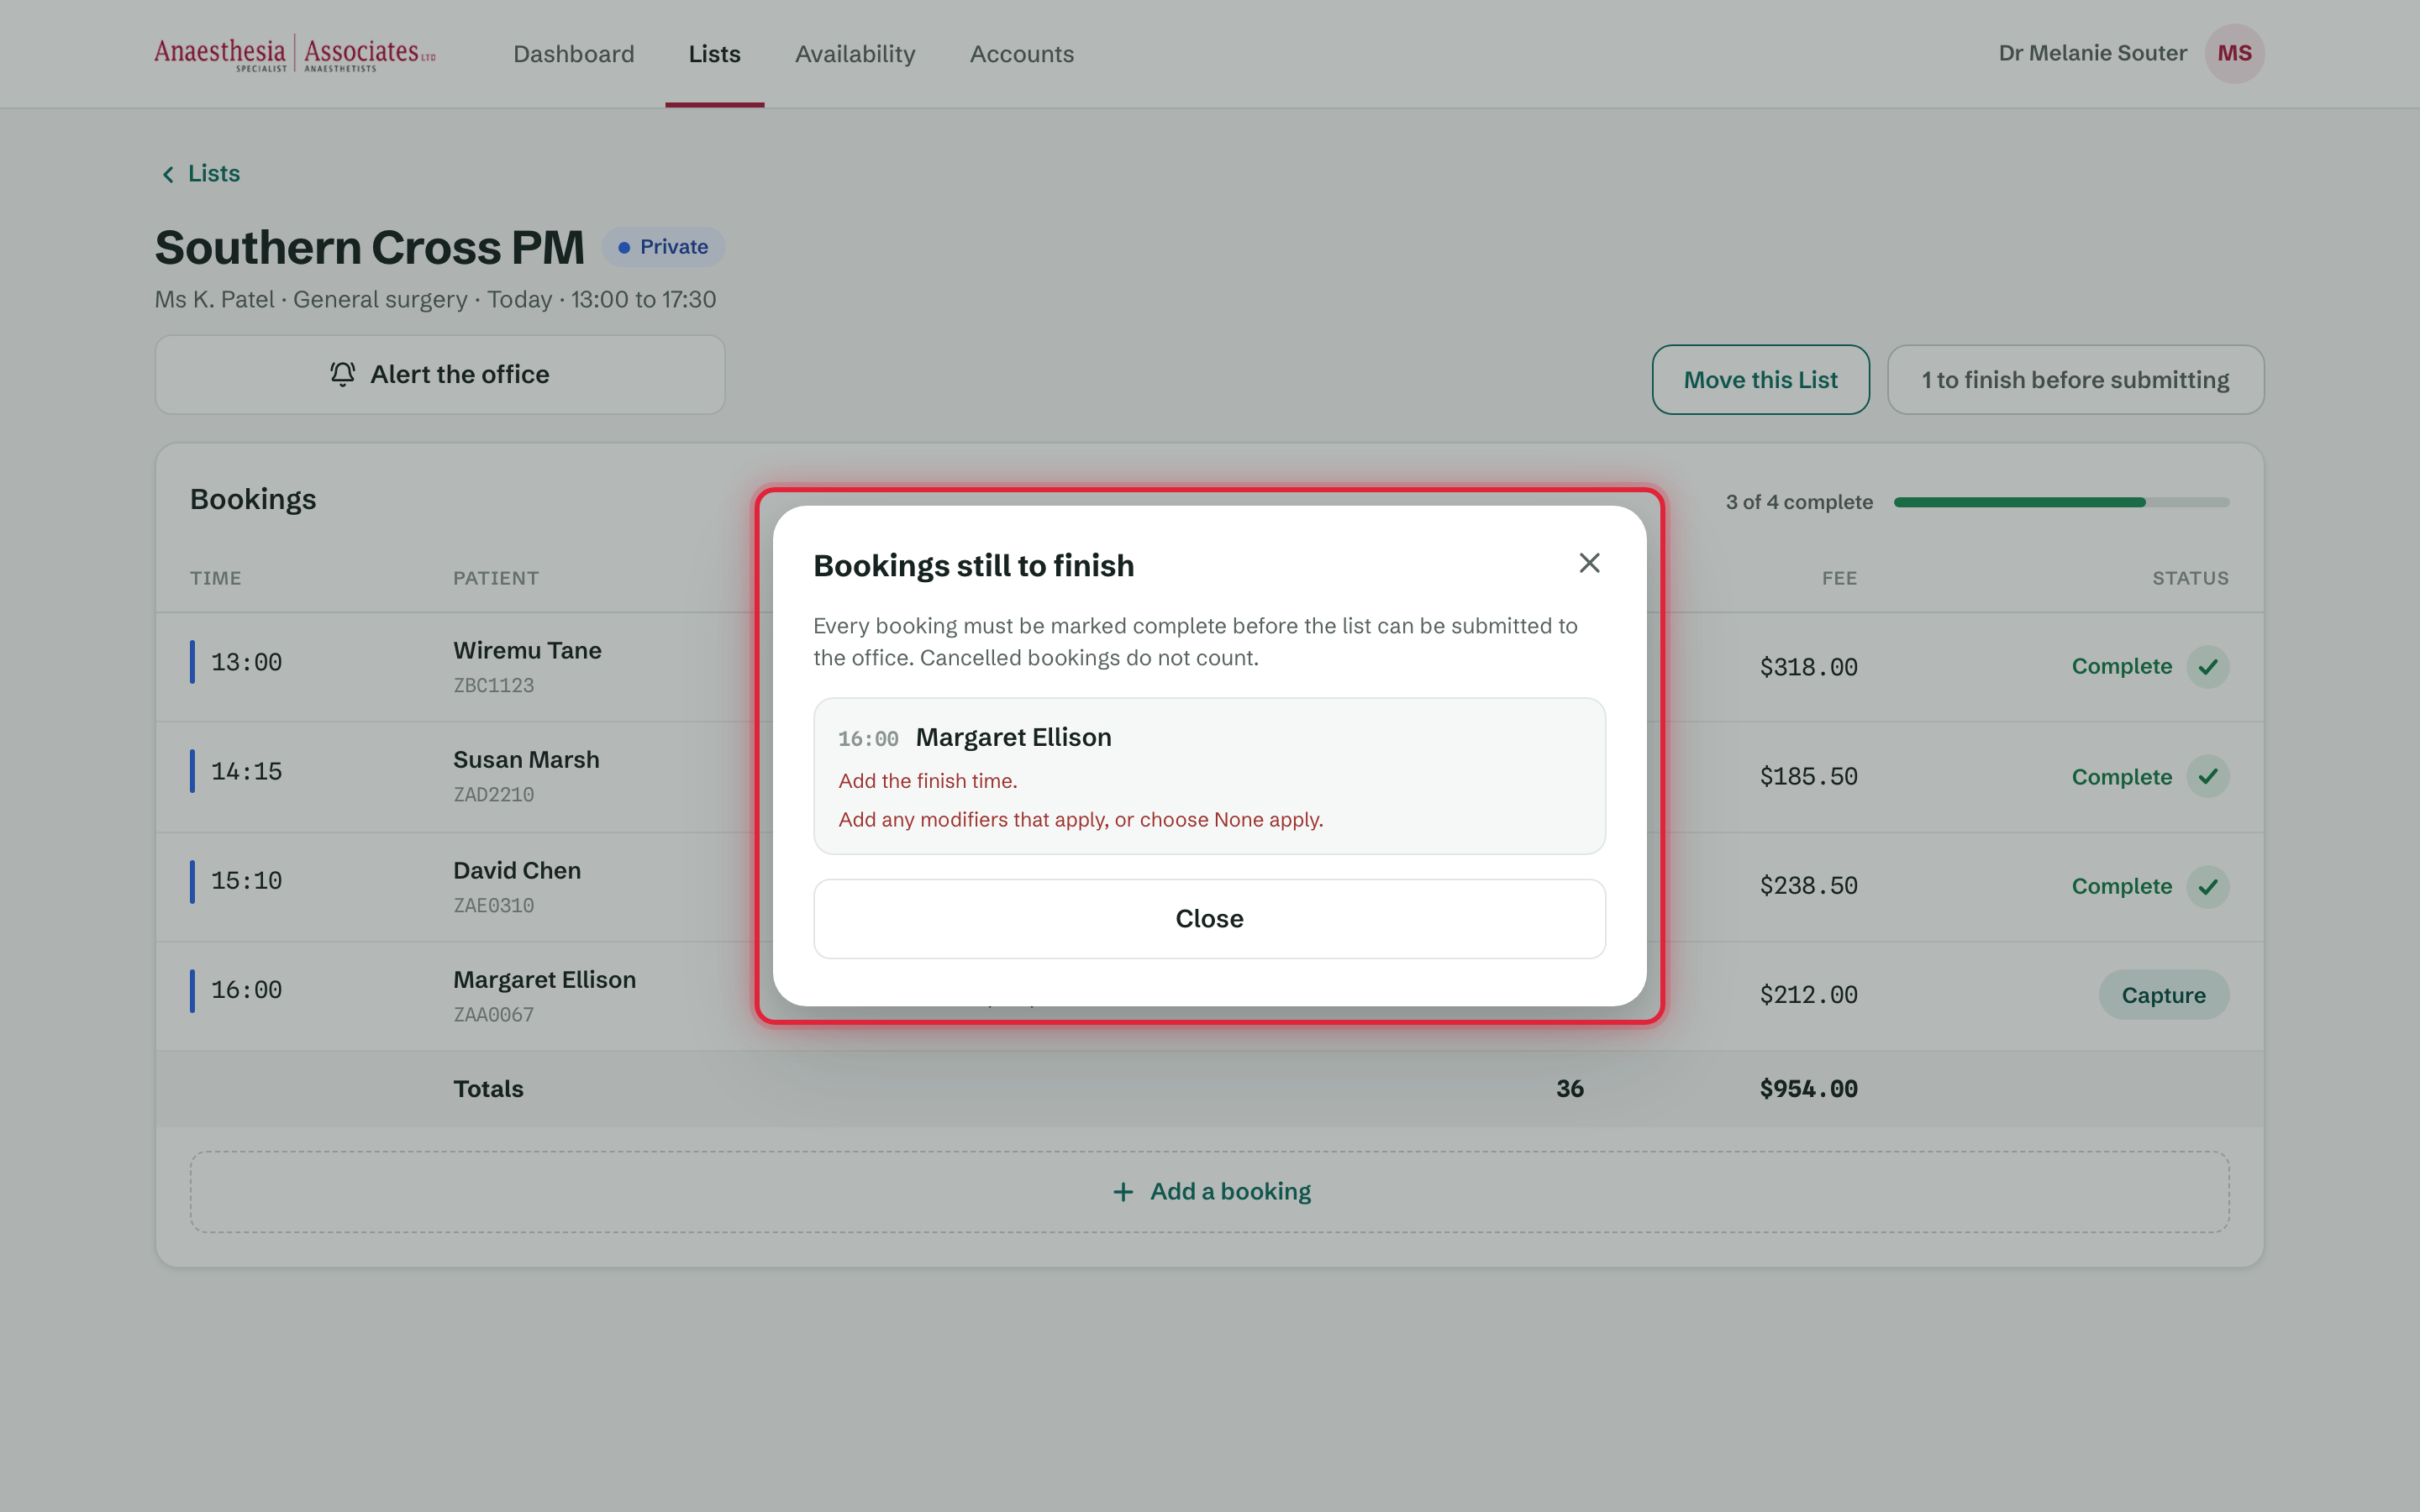 Anaesthesia | Associates LTD
SPECIALIST ANAESTHETISTS
Dashboard
Lists
Availability
Accounts
Dr Melanie Souter
MS
Lists
Southern Cross PM
Private
Ms K. Patel · General surgery · Today · 13:00 to 17:30
Alert the office
Move this List
1 to finish before submitting
Bookings
3 of 4 complete
TIME
PATIENT
FEE
STATUS
13:00
Wiremu Tane
ZBC1123
$318.00
Complete
14:15
Susan Marsh
ZAD2210
$185.50
Complete
15:10
David Chen
ZAE0310
$238.50
Complete
16:00
Margaret Ellison
ZAA0067
$212.00
Capture
Totals
36
$954.00
Add a booking
Bookings still to finish
Every booking must be marked complete before the list can be submitted to
the office. Cancelled bookings do not count.
16:00 Margaret Ellison
Add the finish time.
Add any modifiers that apply, or choose None apply.
Close